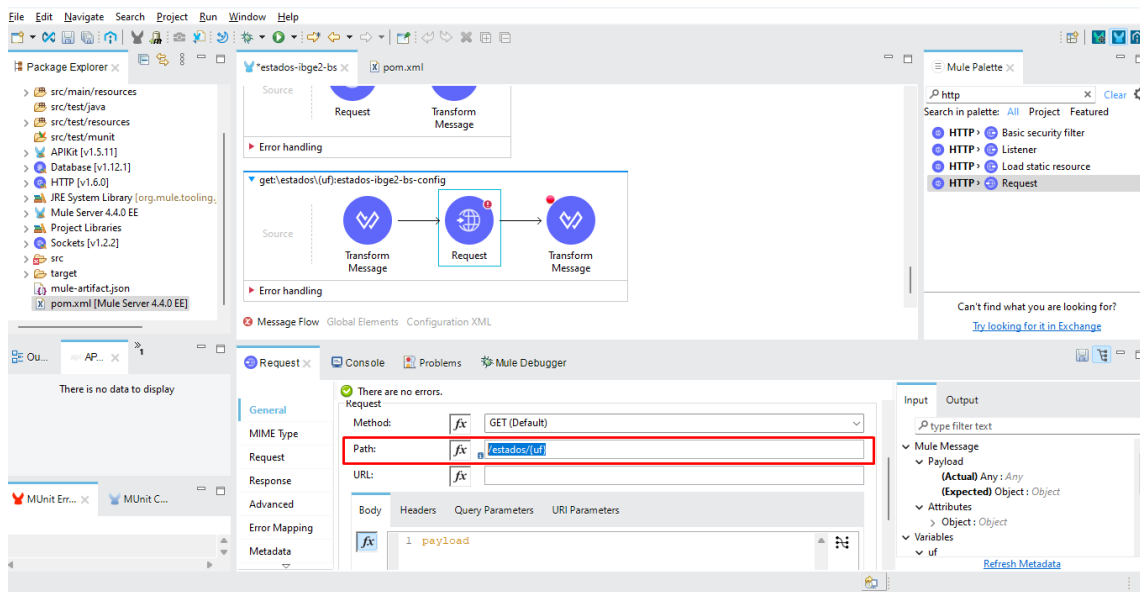 File Edit Navigate Search Project Run Window Help
Package Explorer
src/main/resources
src/test/java
src/test/resources
src/test/munit
APIKit [v1.5.11]
Database [v1.12.1]
HTTP [v1.6.0]
JRE System Library [org.mule.tooling.
Mule Server 4.4.0 EE
Project Libraries
Sockets [v1.2.2]
src
target
mule-artifact.json
pom.xml [Mule Server 4.4.0 EE]
Ou... AP... 1
There is no data to display
MUnit Err... MUnit C...
*estados-ibge2-bs pom.xml
Source
Request
Transform
Message
Error handling
get:\estados\(uf):estados-ibge2-bs-config
Source
Transform
Message
Request
Transform
Message
Error handling
Message Flow Global Elements Configuration XML
Request Console Problems Mule Debugger
There are no errors.
General
MIME Type
Request
Response
Advanced
Error Mapping
Metadata
Request
Method: fx GET (Default)
Path: fx /estados/{uf}
URL: fx
Body Headers Query Parameters URI Parameters
fx 1 payload
Mule Palette
http Clear
Search in palette: All Project Featured
HTTP › Basic security filter
HTTP › Listener
HTTP › Load static resource
HTTP › Request
Can't find what you are looking for?
Try looking for it in Exchange
Input Output
type filter text
Mule Message
Payload
(Actual) Any : Any
(Expected) Object : Object
Attributes
Object : Object
Variables
uf
Refresh Metadata